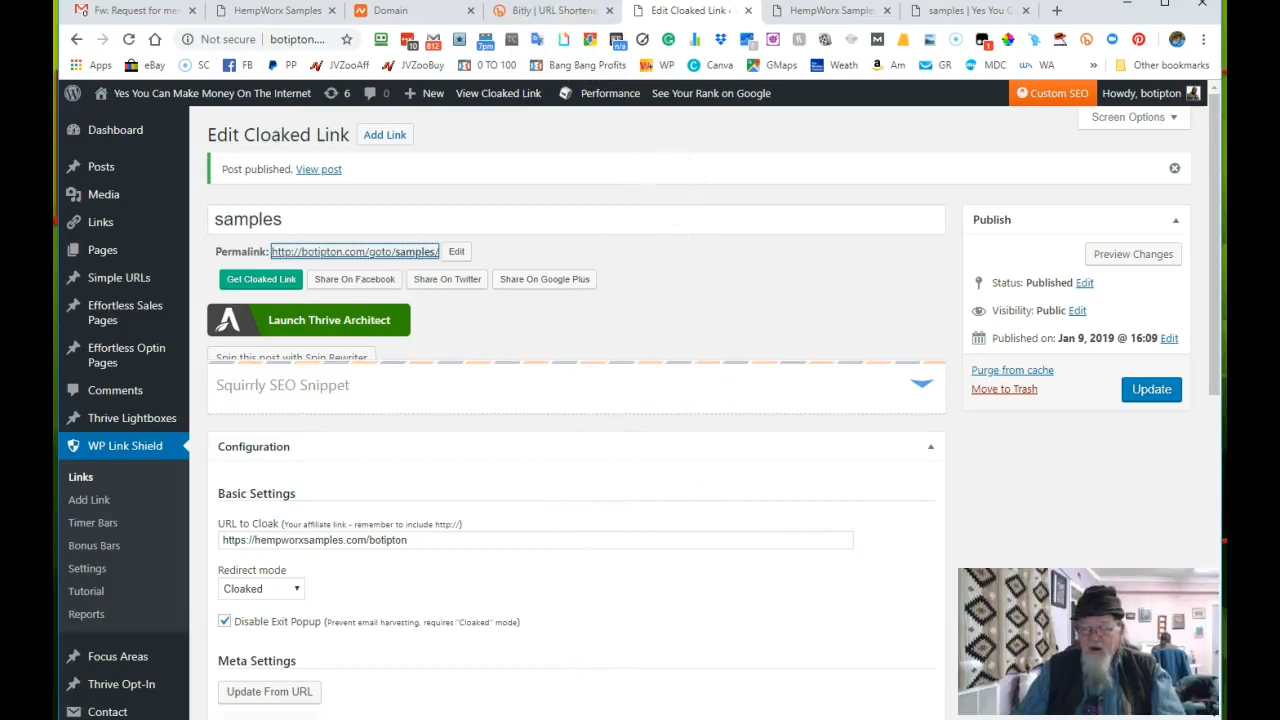 Fw: Request for me
HempWorx Samples
Domain
Bitly | URL Shortene
Edit Cloaked Link ‹
HempWorx Sample
samples | Yes You C
Not secure
botipton....
10
812
7pm
n/a
1
Apps
eBay
SC
FB
PP
JVZooAff
JVZooBuy
0 TO 100
Bang Bang Profits
WP
Canva
GMaps
Weath
Am
GR
MDC
WA
»
Other bookmarks
Yes You Can Make Money On The Internet
6
0
New
View Cloaked Link
Performance
See Your Rank on Google
Custom SEO
Howdy, botipton
Dashboard
Posts
Media
Links
Pages
Simple URLs
Effortless Sales
Pages
Effortless Optin
Pages
Comments
Thrive Lightboxes
WP Link Shield
Links
Add Link
Timer Bars
Bonus Bars
Settings
Tutorial
Reports
Focus Areas
Thrive Opt-In
Contact
Screen Options
Edit Cloaked Link
Add Link
Post published. View post
samples
Permalink: http://botipton.com/goto/samples/
Edit
Get Cloaked Link
Share On Facebook
Share On Twitter
Share On Google Plus
Launch Thrive Architect
Spin this post with Spin Rewriter
Squirrly SEO Snippet
Configuration
Basic Settings
URL to Cloak (Your affiliate link - remember to include http://)
https://hempworxsamples.com/botipton
Redirect mode
Cloaked
Disable Exit Popup (Prevent email harvesting, requires "Cloaked" mode)
Meta Settings
Update From URL
Publish
Preview Changes
Status: Published Edit
Visibility: Public Edit
Published on: Jan 9, 2019 @ 16:09 Edit
Purge from cache
Move to Trash
Update